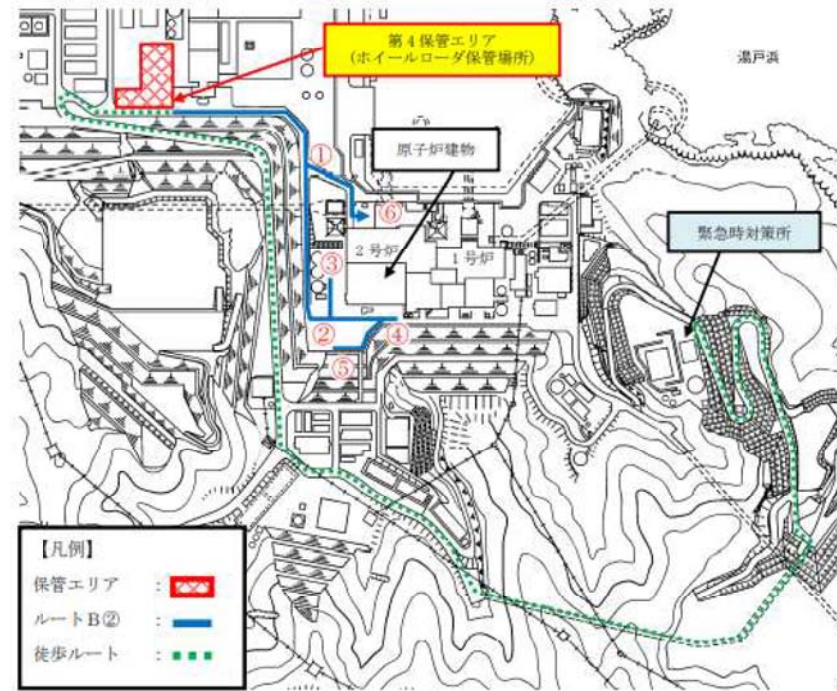 第4保管エリア
(ホイールローダ保管場所)
湯戸浜
原子炉建物
①
⑥
2号炉
1号炉
緊急時対策所
③
②
④
⑤
【凡例】
保管エリア :
ルートB② :
徒歩ルート :